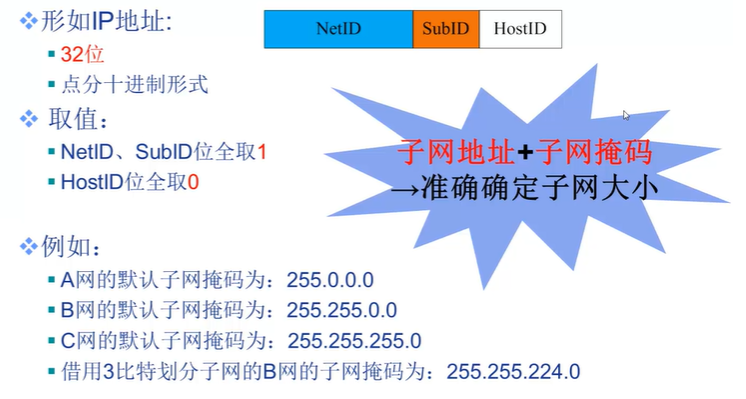 形如IP地址:
NetID SubID HostID
32位
点分十进制形式
取值：
NetID、SubID位全取1
HostID位全取0
子网地址+子网掩码
→准确确定子网大小
例如：
A网的默认子网掩码为：255.0.0.0
B网的默认子网掩码为：255.255.0.0
C网的默认子网掩码为：255.255.255.0
借用3比特划分子网的B网的子网掩码为：255.255.224.0